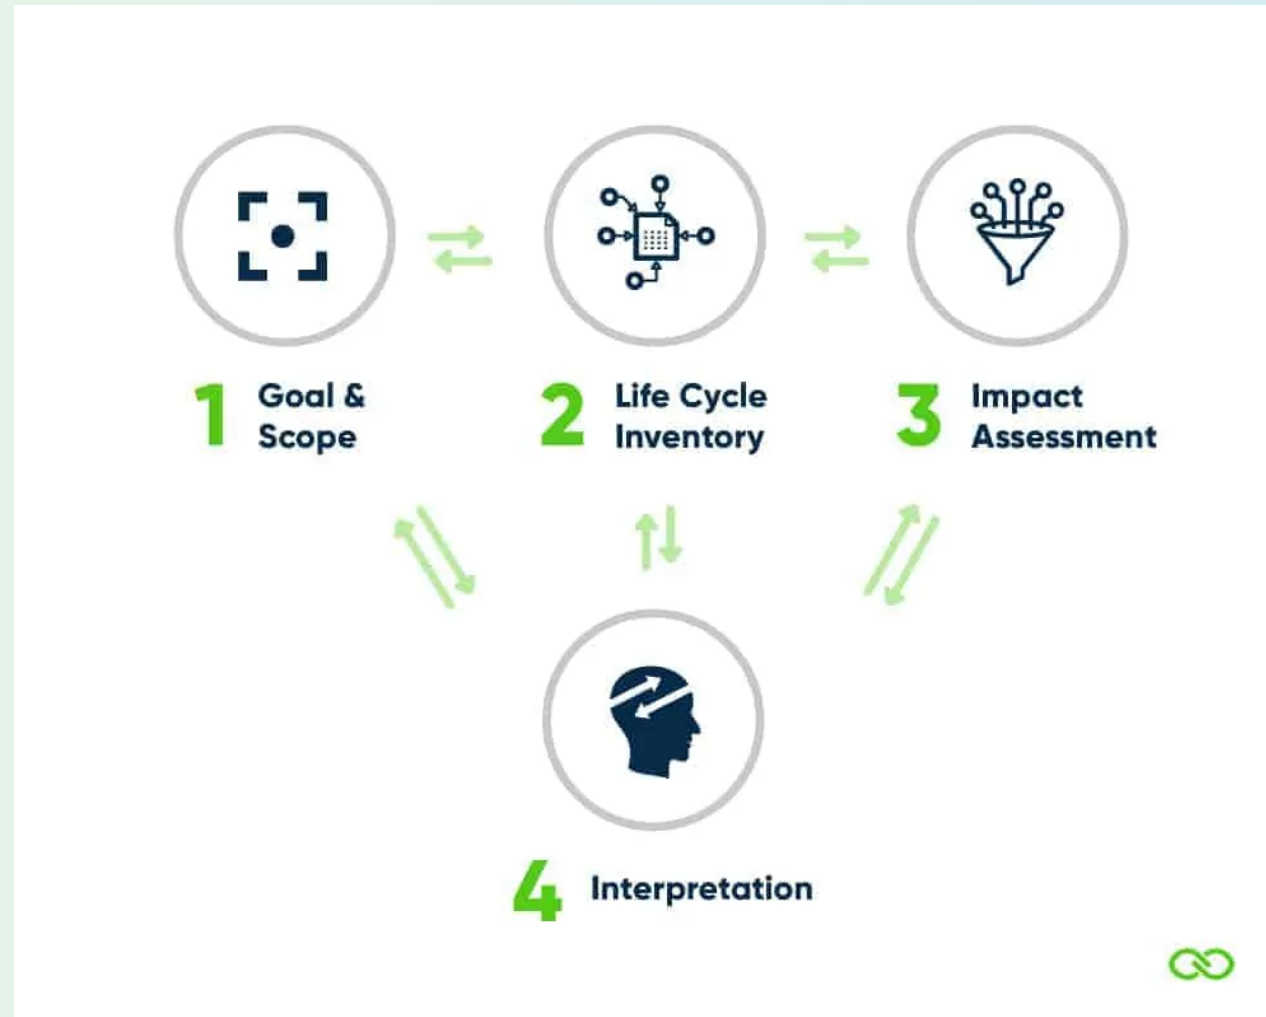 1 Goal &
Scope
2 Life Cycle
Inventory
3 Impact
Assessment
4 Interpretation